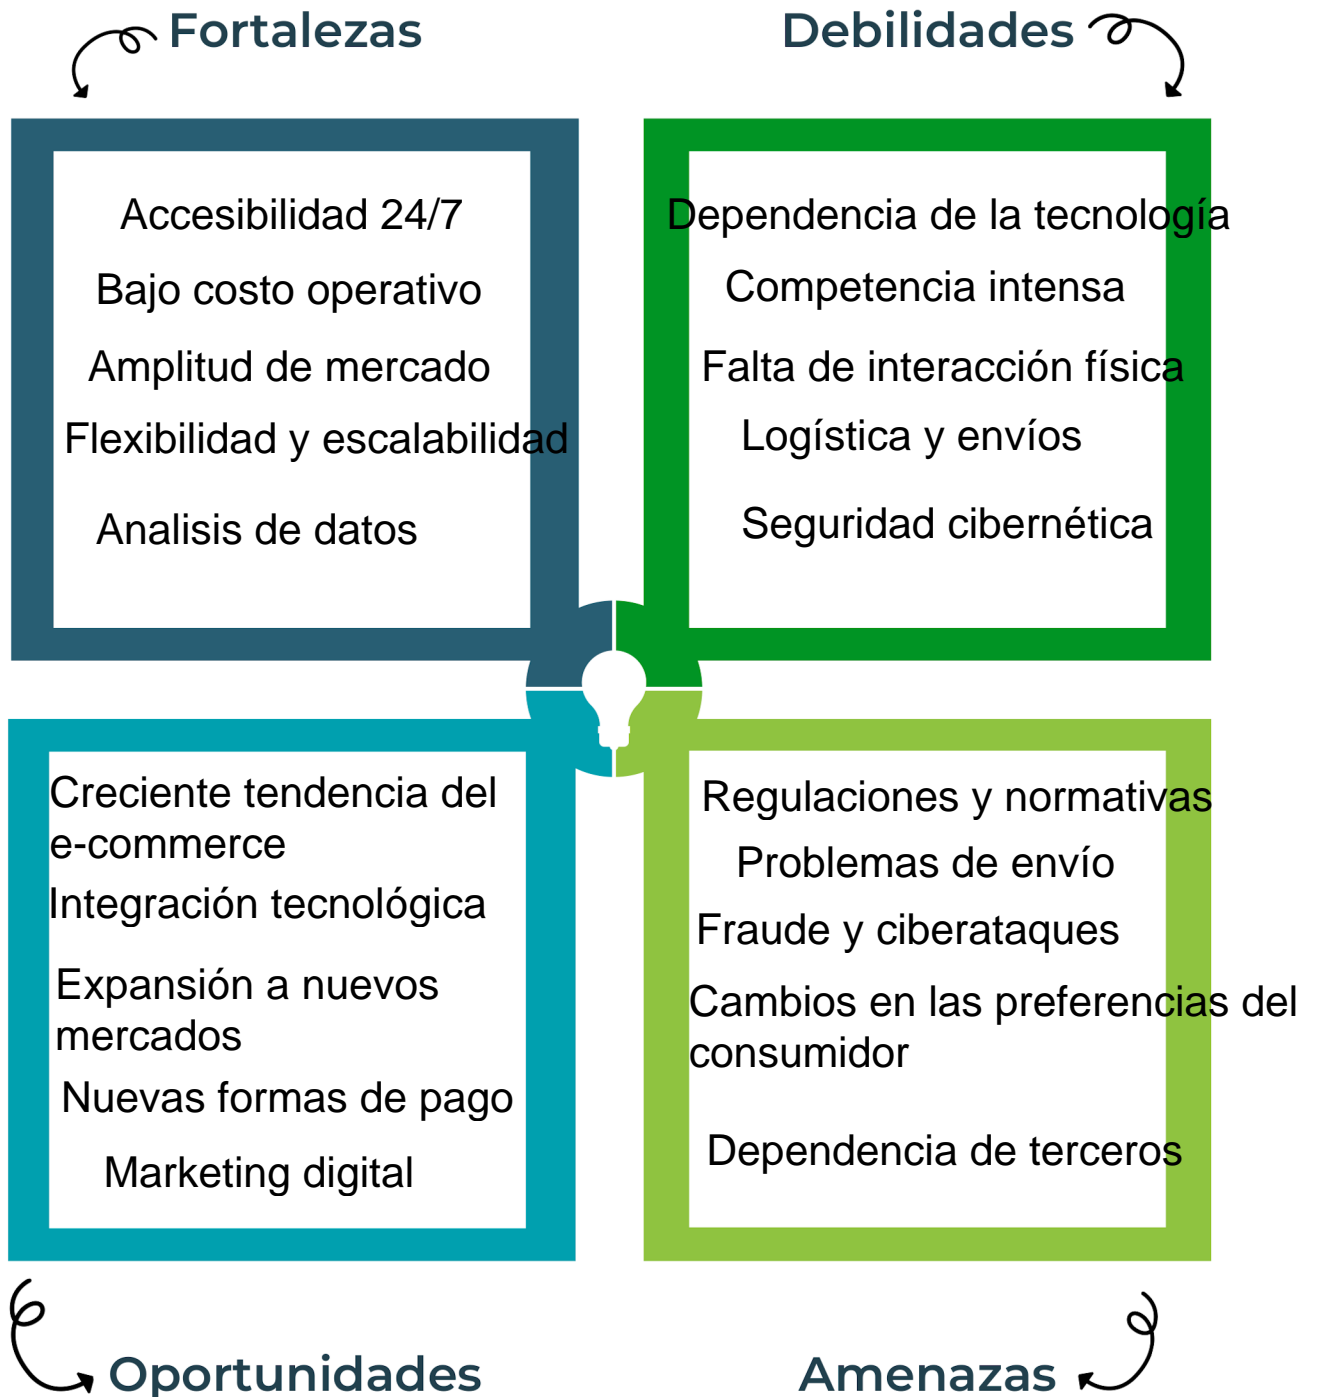 Fortalezas
Accesibilidad 24/7
Bajo costo operativo
Amplitud de mercado
Flexibilidad y escalabilidad
Analisis de datos
Debilidades
Dependencia de la tecnología
Competencia intensa
Falta de interacción física
Logística y envíos
Seguridad cibernética
Creciente tendencia del
e-commerce
Integración tecnológica
Expansión a nuevos
mercados
Nuevas formas de pago
Marketing digital
Oportunidades
Regulaciones y normativas
Problemas de envío
Fraude y ciberataques
Cambios en las preferencias del
consumidor
Dependencia de terceros
Amenazas